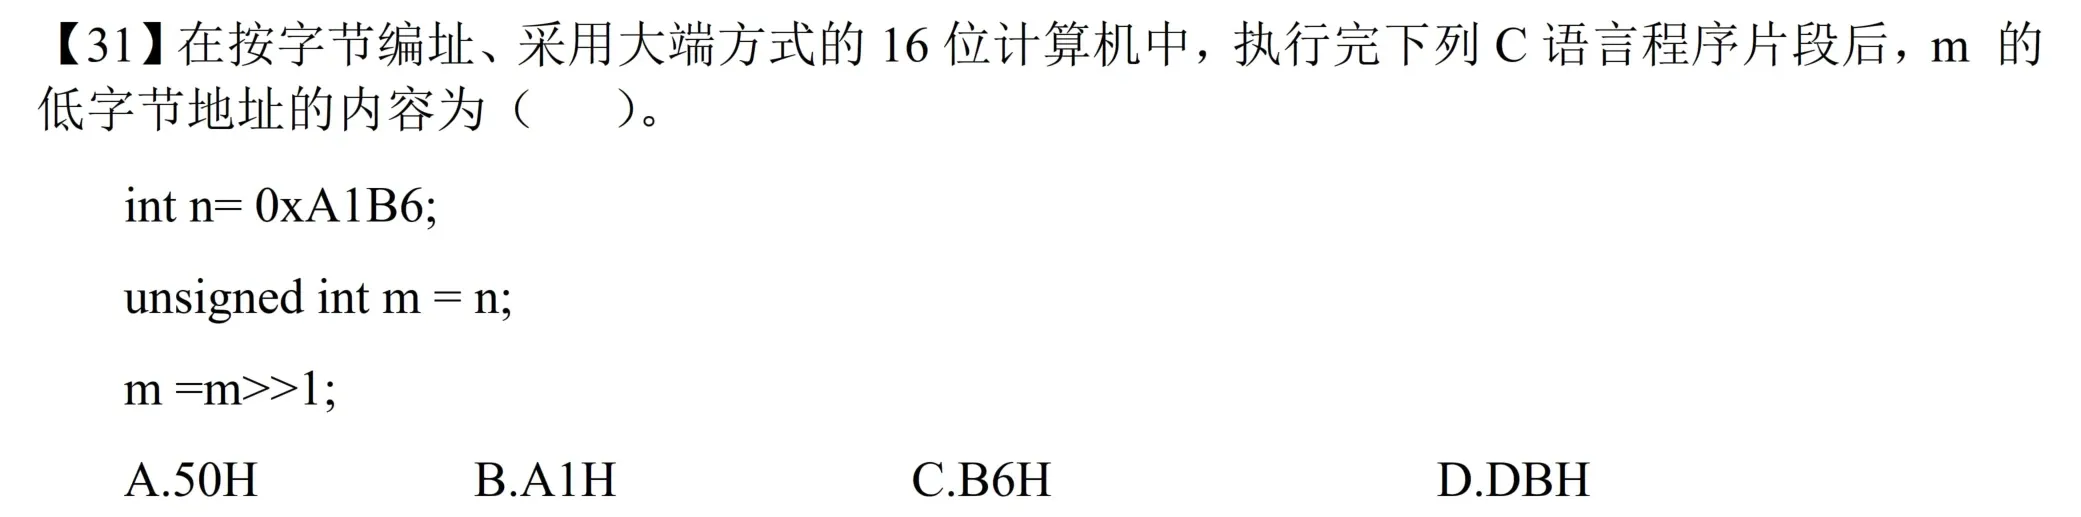 【31】在按字节编址、采用大端方式的 16 位计算机中，执行完下列 C 语言程序片段后，m 的
低字节地址的内容为（    ）。
int n= 0xA1B6;
unsigned int m = n;
m =m>>1;
A.50H B.A1H C.B6H D.DBH